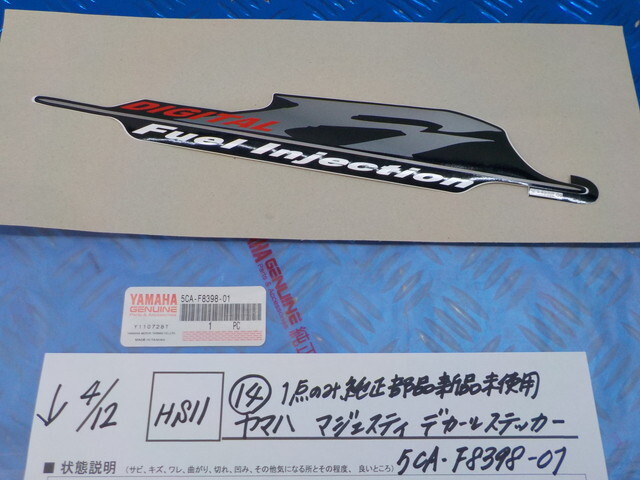 DIGITAL
Fuel Injection
YAMAHA
GENUINE
5CA-F8398-01
Y1107281
1 PC
YAMAHA
GENUINE
純正
↓ 4/12 HS11 ⑭ 1点のみ純正部品新品未使用
ヤマハ マジェスティ デカールステッカー
5CA-F8398-01
■ 状態説明 (サビ、キズ、ワレ、曲がり、切れ、凹み、その他気になる所とその程度、良いところ)